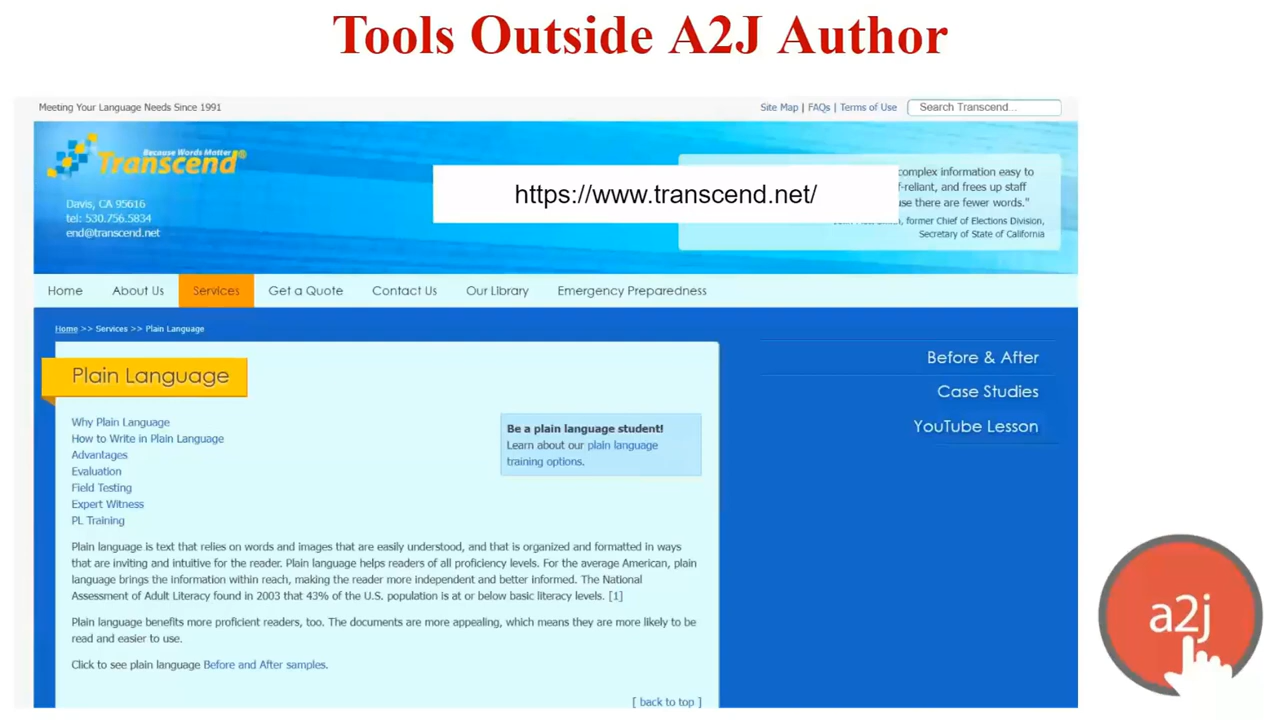 Tools Outside A2J Author
Meeting Your Language Needs Since 1991
Site Map | FAQs | Terms of Use
Search Transcend...
Because Words Matter
Transcend®
Davis, CA 95616
tel: 530.756.5834
end@transcend.net
https://www.transcend.net/
complex information easy to
f-reliant, and frees up staff
use there are fewer words."
former Chief of Elections Division,
Secretary of State of California
Home
About Us
Services
Get a Quote
Contact Us
Our Library
Emergency Preparedness
Home >> Services >> Plain Language
Plain Language
Why Plain Language
How to Write in Plain Language
Advantages
Evaluation
Field Testing
Expert Witness
PL Training
Be a plain language student!
Learn about our plain language
training options.
Plain language is text that relies on words and images that are easily understood, and that is organized and formatted in ways
that are inviting and intuitive for the reader. Plain language helps readers of all proficiency levels. For the average American, plain
language brings the information within reach, making the reader more independent and better informed. The National
Assessment of Adult Literacy found in 2003 that 43% of the U.S. population is at or below basic literacy levels. [1]
Plain language benefits more proficient readers, too. The documents are more appealing, which means they are more likely to be
read and easier to use.
Click to see plain language Before and After samples.
[ back to top ]
Before & After
Case Studies
YouTube Lesson
a2j